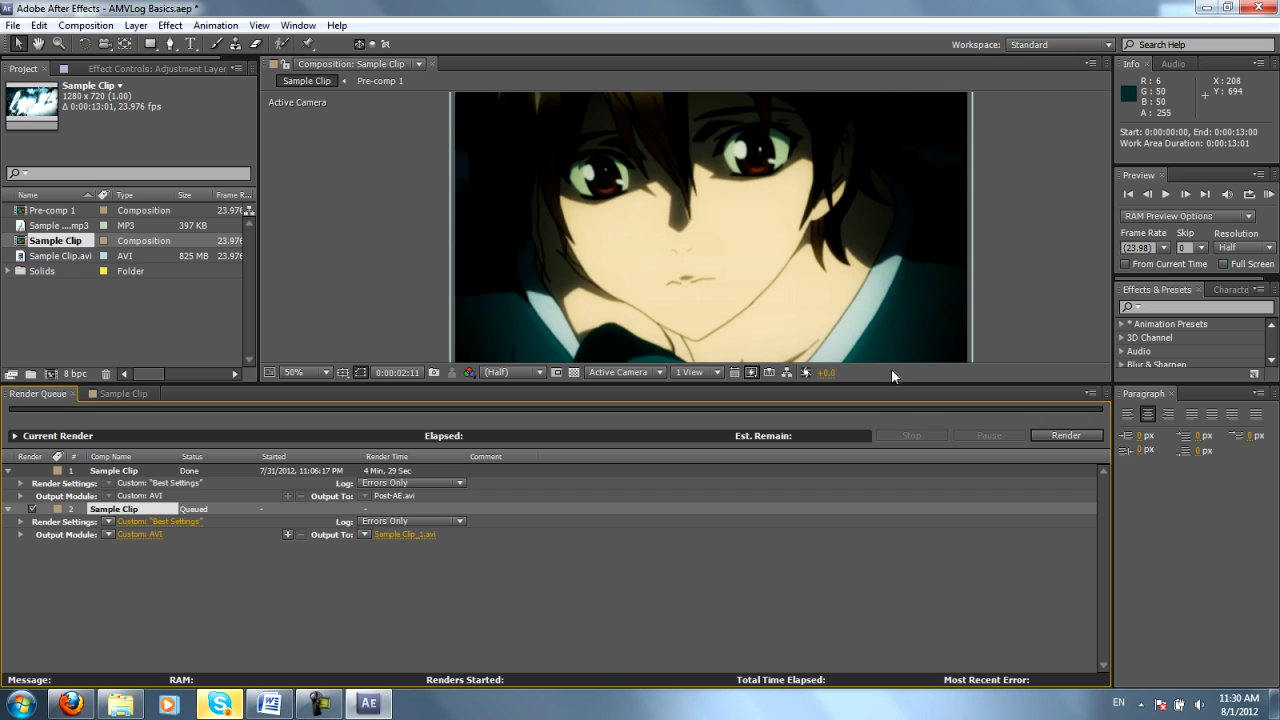 Adobe After Effects - AMVLog Basics.aep *
File Edit Composition Layer Effect Animation View Window Help
Workspace: Standard Search Help
Project × Effect Controls: Adjustment Layer
Sample Clip
1280 x 720 (1.00)
Δ 0:00:13:01, 23.976 fps
Name Type Size Frame R...
Pre-comp 1 Composition 23.976
Sample ....mp3 MP3 397 KB
Sample Clip Composition 23.976
Sample Clip.avi AVI 825 MB 23.976
Solids Folder
8 bpc
Composition: Sample Clip ×
Sample Clip Pre-comp 1
Active Camera
50% 0:00:02:11 (Half) Active Camera 1 View +0.0
Info × Audio
R : 6 X : 208
G : 50 Y : 694
B : 50
A : 255
Start: 0:00:00:00, End: 0:00:13:00
Work Area Duration: 0:00:13:01
Preview ×
RAM Preview Options
Frame Rate Skip Resolution
(23.98) 0 Half
From Current Time Full Screen
Effects & Presets × Characte
* Animation Presets
3D Channel
Audio
Blur & Sharpen
Render Queue × Sample Clip
Current Render Elapsed: Est. Remain: Stop Pause Render
Render # Comp Name Status Started Render Time Comment
1 Sample Clip Done 7/31/2012, 11:06:17 PM 4 Min, 29 Sec
Render Settings: Custom: "Best Settings" Log: Errors Only
Output Module: Custom: AVI Output To: Post-AE.avi
2 Sample Clip Queued - -
Render Settings: Custom: "Best Settings" Log: Errors Only
Output Module: Custom: AVI Output To: Sample Clip_1.avi
Message: RAM: Renders Started: Total Time Elapsed: Most Recent Error:
Paragraph ×
0 px 0 px 0 px
0 px 0 px
EN 11:30 AM
8/1/2012